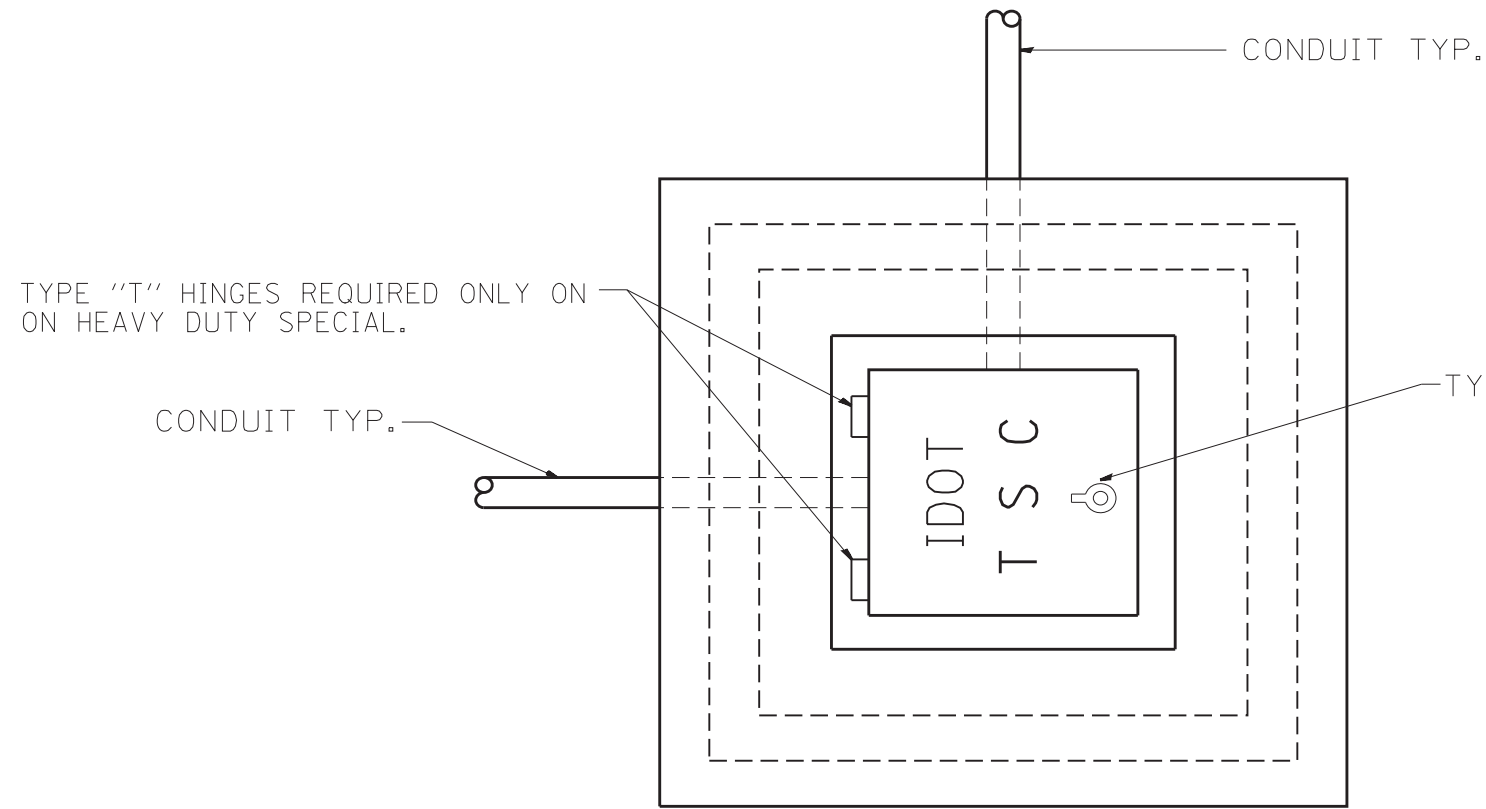 CONDUIT TYP.
TYPE "T" HINGES REQUIRED ONLY ON
ON HEAVY DUTY SPECIAL.
TY
CONDUIT TYP.
IDOT
T S C